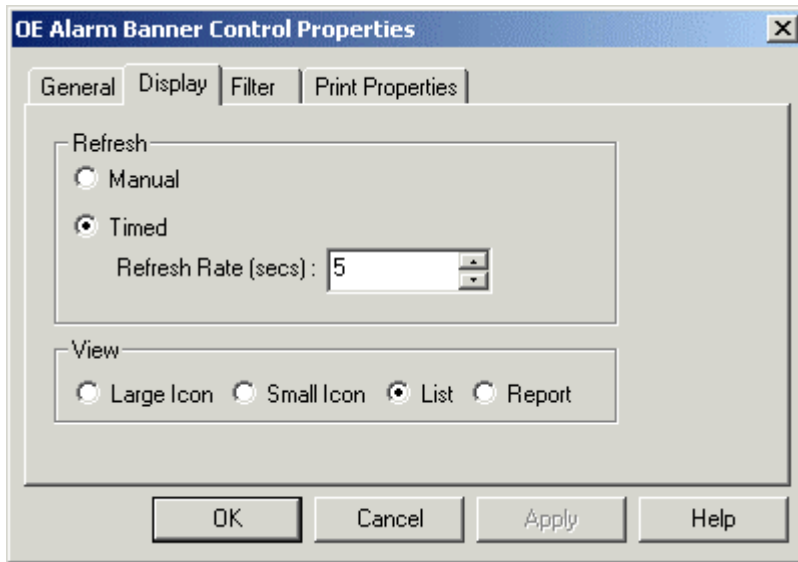 OE Alarm Banner Control Properties
General Display Filter Print Properties
Refresh
Manual
Timed
Refresh Rate (secs) : 5
View
Large Icon Small Icon List Report
OK Cancel Apply Help